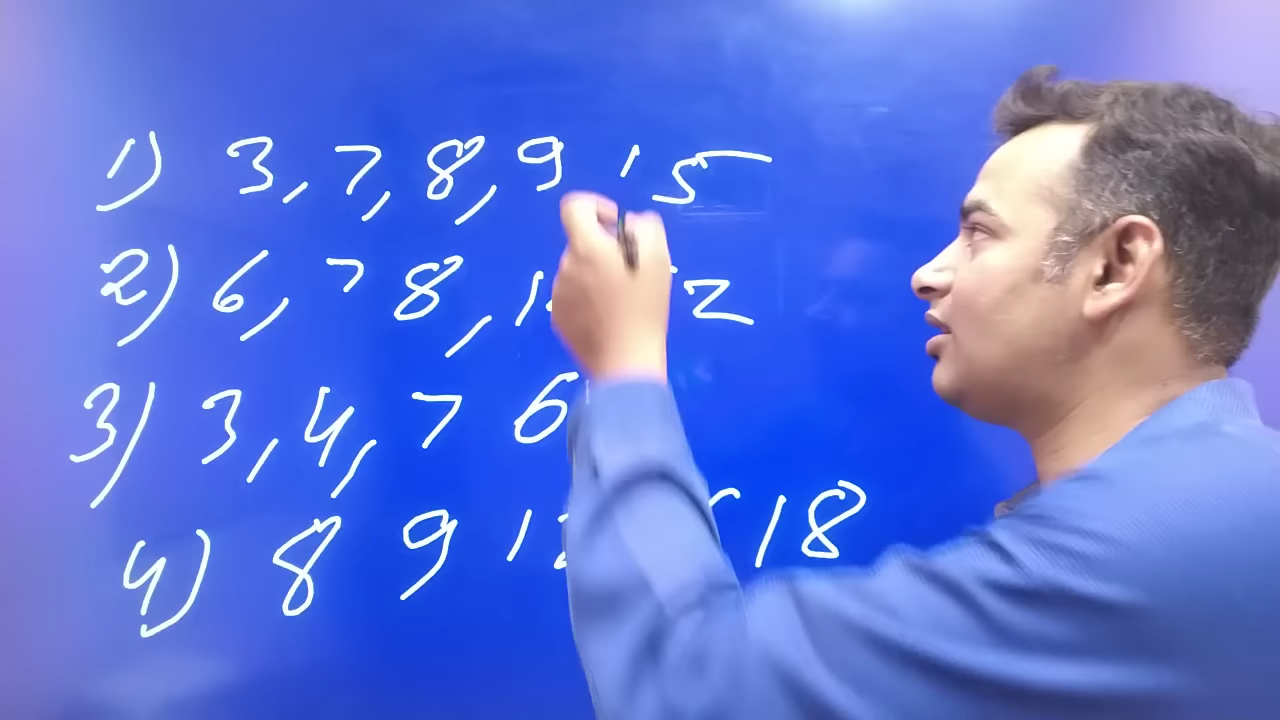 1) 3, 7, 8, 9 15
2) 6, 7 8, 2
3) 3, 4, 7 6
4) 8 9 18